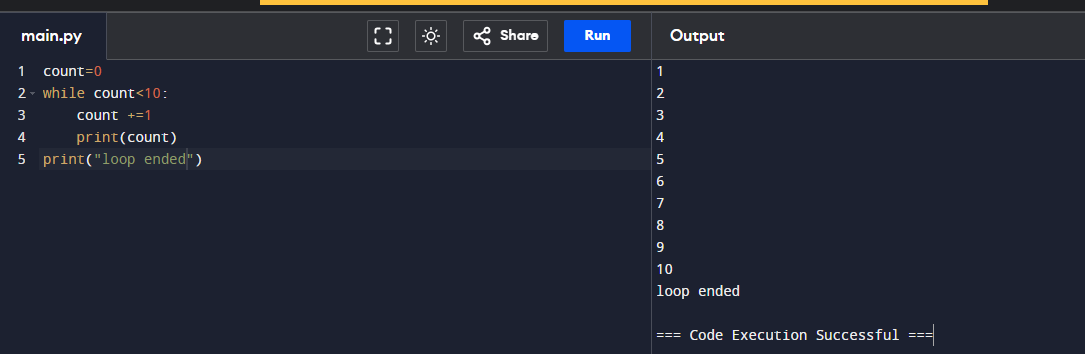 main.py Share Run Output
1 count=0
2 while count<10:
3     count +=1
4     print(count)
5 print("loop ended")
1
2
3
4
5
6
7
8
9
10
loop ended
=== Code Execution Successful ===